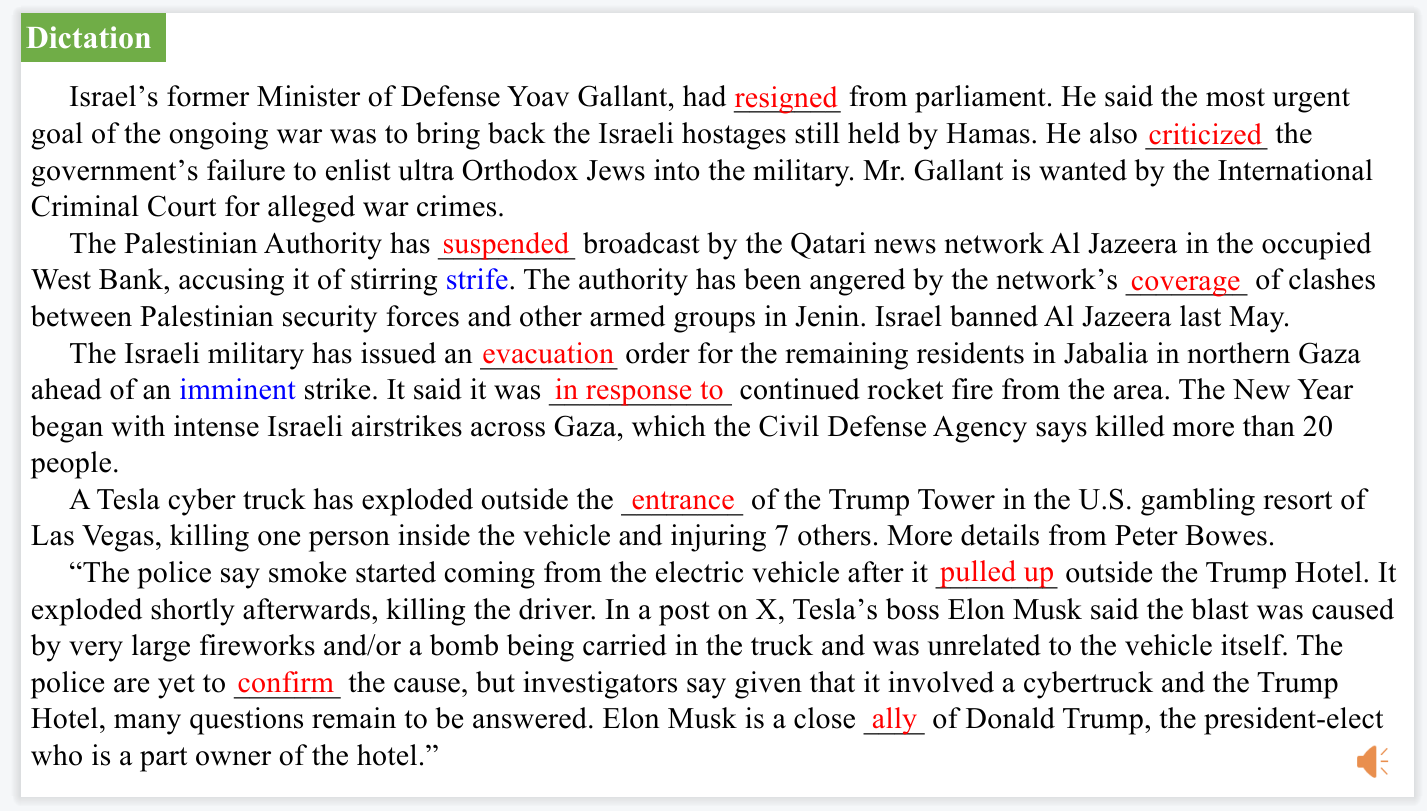 Dictation
Israel’s former Minister of Defense Yoav Gallant, had resigned from parliament. He said the most urgent
goal of the ongoing war was to bring back the Israeli hostages still held by Hamas. He also criticized the
government’s failure to enlist ultra Orthodox Jews into the military. Mr. Gallant is wanted by the International
Criminal Court for alleged war crimes.
The Palestinian Authority has suspended broadcast by the Qatari news network Al Jazeera in the occupied
West Bank, accusing it of stirring strife. The authority has been angered by the network’s coverage of clashes
between Palestinian security forces and other armed groups in Jenin. Israel banned Al Jazeera last May.
The Israeli military has issued an evacuation order for the remaining residents in Jabalia in northern Gaza
ahead of an imminent strike. It said it was in response to continued rocket fire from the area. The New Year
began with intense Israeli airstrikes across Gaza, which the Civil Defense Agency says killed more than 20
people.
A Tesla cyber truck has exploded outside the entrance of the Trump Tower in the U.S. gambling resort of
Las Vegas, killing one person inside the vehicle and injuring 7 others. More details from Peter Bowes.
“The police say smoke started coming from the electric vehicle after it pulled up outside the Trump Hotel. It
exploded shortly afterwards, killing the driver. In a post on X, Tesla’s boss Elon Musk said the blast was caused
by very large fireworks and/or a bomb being carried in the truck and was unrelated to the vehicle itself. The
police are yet to confirm the cause, but investigators say given that it involved a cybertruck and the Trump
Hotel, many questions remain to be answered. Elon Musk is a close ally of Donald Trump, the president-elect
who is a part owner of the hotel.”